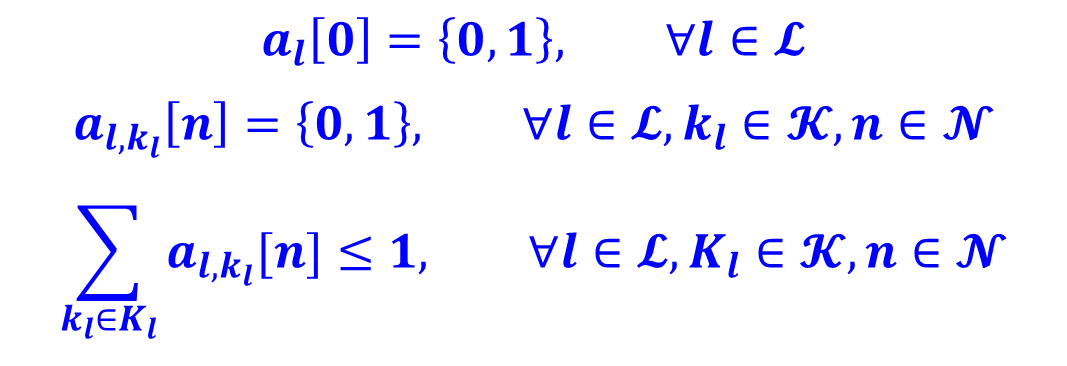 a_l[0] = {0, 1}, ∀l ∈ ℒ
a_{l,k_l}[n] = {0, 1}, ∀l ∈ ℒ, k_l ∈ 𝒦, n ∈ 𝒩
∑_{k_l∈K_l} a_{l,k_l}[n] ≤ 1, ∀l ∈ ℒ, K_l ∈ 𝒦, n ∈ 𝒩